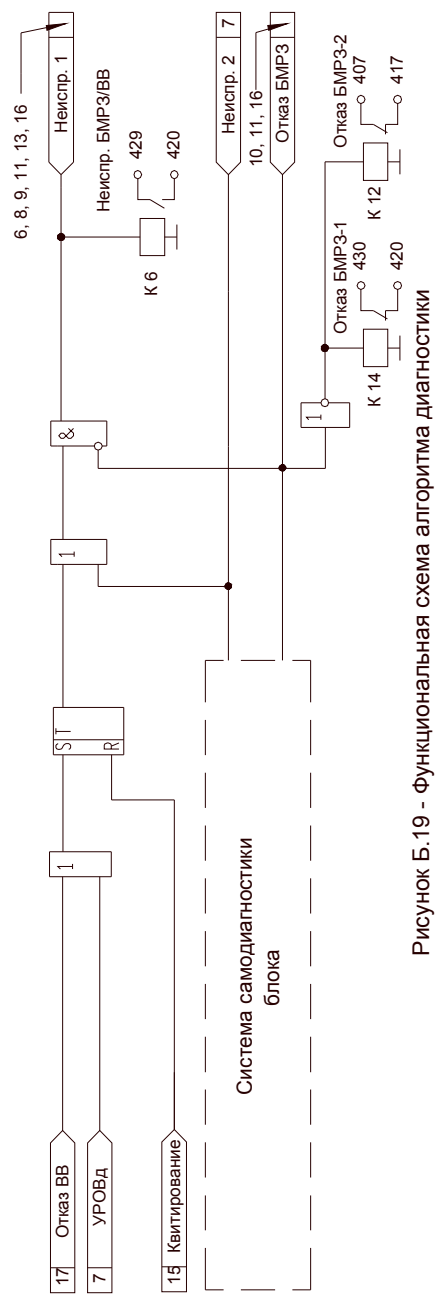 17 Отказ ВВ
7 УРОВд
15 Квитирование
1
S T
R
1
&
6, 8, 9, 11, 13, 16
Неиспр. 1
Неиспр. БМРЗ/ВВ
К 6
429
420
Система самодиагностики
блока
Неиспр. 2 7
10, 11, 16
Отказ БМРЗ
1
Отказ БМРЗ-1
К 14
430
420
Отказ БМРЗ-2
К 12
407
417
Рисунок Б.19 - Функциональная схема алгоритма диагностики